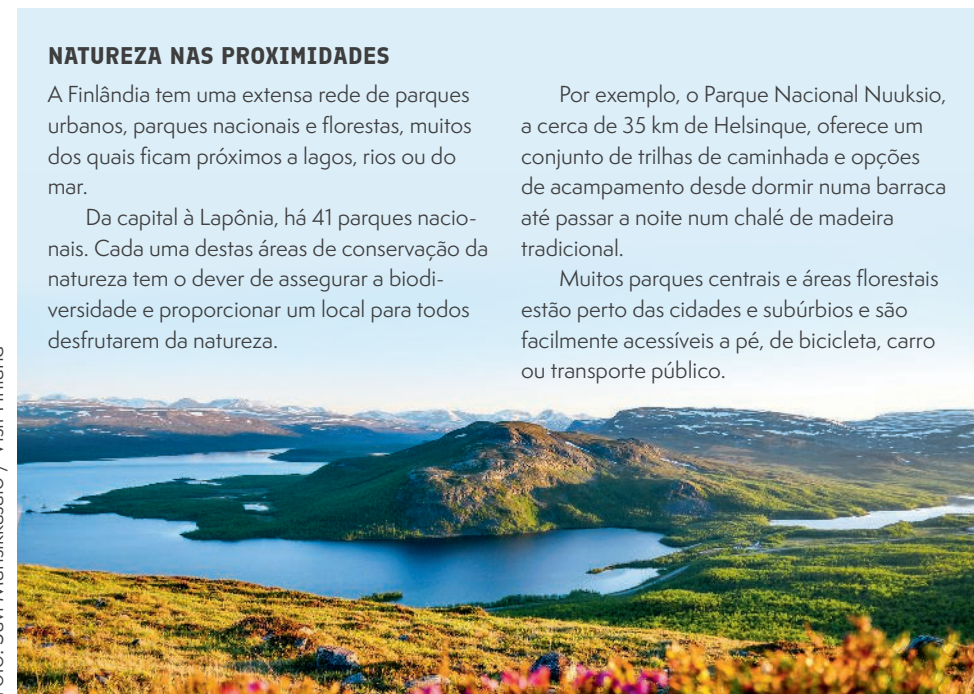 NATUREZA NAS PROXIMIDADES
A Finlândia tem uma extensa rede de parques
urbanos, parques nacionais e florestas, muitos
dos quais ficam próximos a lagos, rios ou do
mar.
Da capital à Lapônia, há 41 parques nacio-
nais. Cada uma destas áreas de conservação da
natureza tem o dever de assegurar a biodi-
versidade e proporcionar um local para todos
desfrutarem da natureza.
Por exemplo, o Parque Nacional Nuuksio,
a cerca de 35 km de Helsinque, oferece um
conjunto de trilhas de caminhada e opções
de acampamento desde dormir numa barraca
até passar a noite num chalé de madeira
tradicional.
Muitos parques centrais e áreas florestais
estão perto das cidades e subúrbios e são
facilmente acessíveis a pé, de bicicleta, carro
ou transporte público.